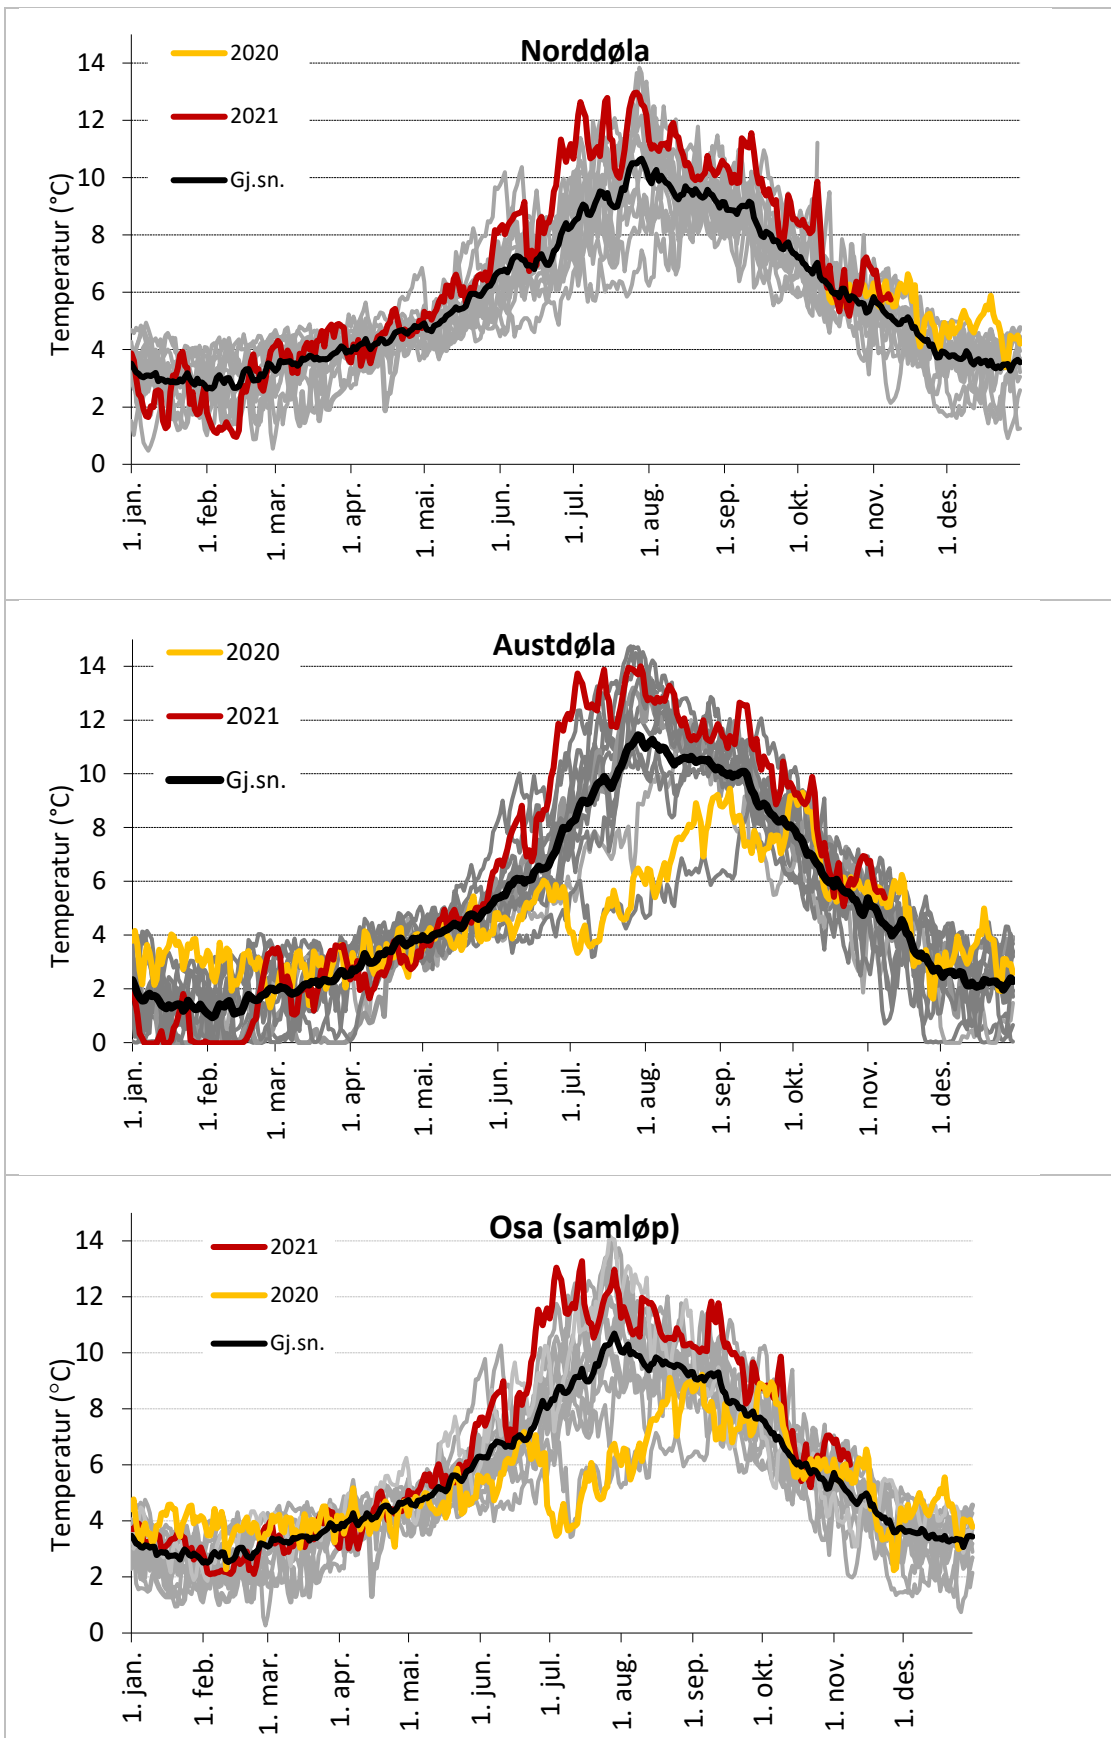 Norddøla
2020
2021
Gj.sn.
Temperatur (°C)
14
12
10
8
6
4
2
0
1. jan.
1. feb.
1. mar.
1. apr.
1. mai.
1. jun.
1. jul.
1. aug.
1. sep.
1. okt.
1. nov.
1. des.
Austdøla
2020
2021
Gj.sn.
Temperatur (°C)
14
12
10
8
6
4
2
0
1. jan.
1. feb.
1. mar.
1. apr.
1. mai.
1. jun.
1. jul.
1. aug.
1. sep.
1. okt.
1. nov.
1. des.
Osa (samløp)
2021
2020
Gj.sn.
Temperatur (°C)
14
12
10
8
6
4
2
0
1. jan.
1. feb.
1. mar.
1. apr.
1. mai.
1. jun.
1. jul.
1. aug.
1. sep.
1. okt.
1. nov.
1. des.